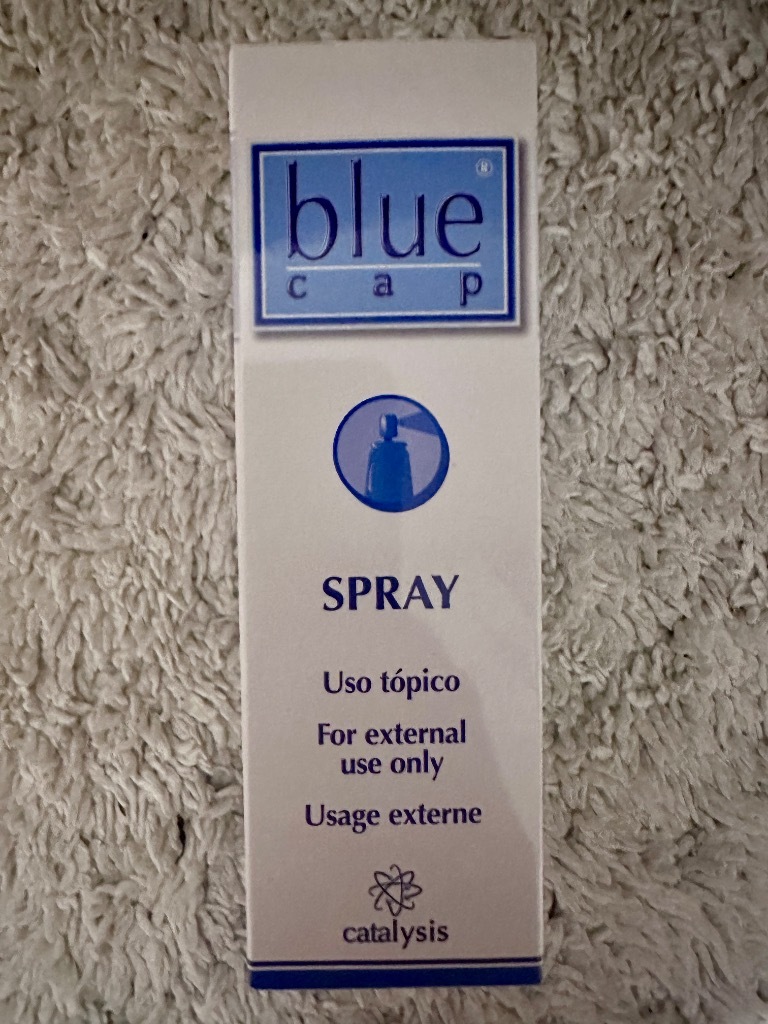 blue®
cap
SPRAY
Uso tópico
For external
use only
Usage externe
catalysis